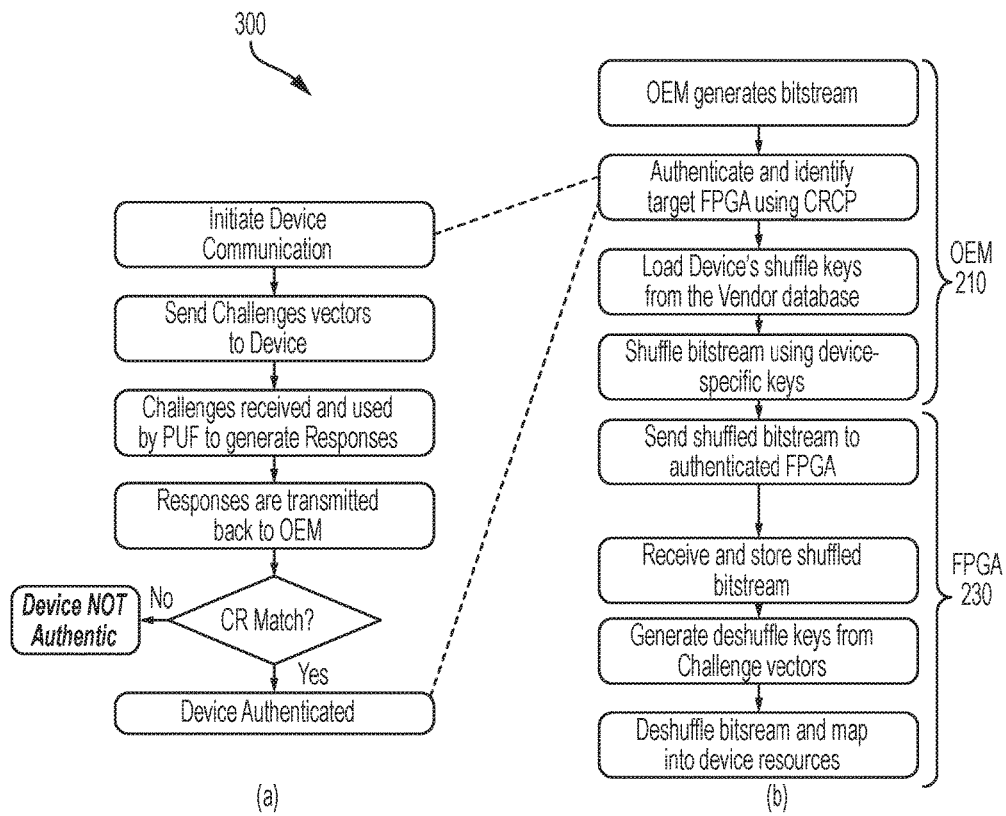 300
Initiate Device
Communication
Send Challenges vectors
to Device
Challenges received and used
by PUF to generate Responses
Responses are transmitted
back to OEM
CR Match?
No
Device NOT
Authentic
Yes
Device Authenticated
(a)
OEM generates bitstream
Authenticate and identify
target FPGA using CRCP
Load Device's shuffle keys
from the Vendor database
Shuffle bitstream using device-
specific keys
OEM
210
Send shuffled bitstream to
authenticated FPGA
Receive and store shuffled
bitstream
Generate deshuffle keys from
Challenge vectors
Deshuffle bitsream and map
into device resources
FPGA
230
(b)